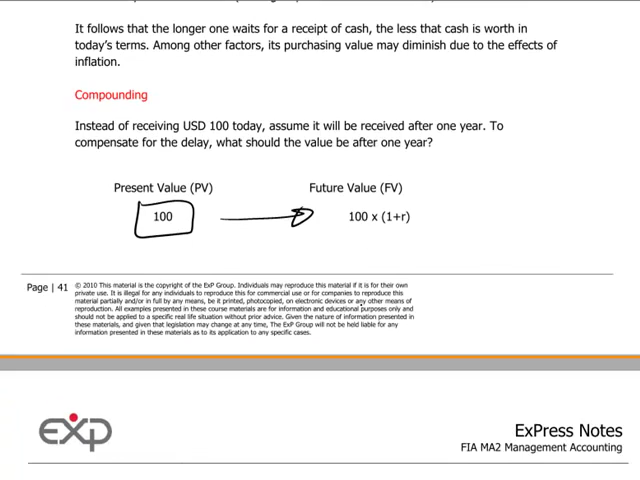 It follows that the longer one waits for a receipt of cash, the less that cash is worth in
today's terms. Among other factors, its purchasing value may diminish due to the effects of
inflation.
Compounding
Instead of receiving USD 100 today, assume it will be received after one year. To
compensate for the delay, what should the value be after one year?
Present Value (PV) Future Value (FV)
100 100 x (1+r)
Page | 41 © 2010 This material is the copyright of the ExP Group. Individuals may reproduce this material if it is for their own
private use. It is illegal for any individuals to reproduce this for commercial use or for companies to reproduce this
material partially and/or in full by any means, be it printed, photocopied, on electronic devices or any other means of
reproduction. All examples presented in these course materials are for information and educational purposes only and
should not be applied to a specific real life situation without prior advice. Given the nature of information presented in
these materials, and given that legislation may change at any time, The ExP Group will not be held liable for any
information presented in these materials as to its application to any specific cases.
exp
ExPress Notes
FIA MA2 Management Accounting